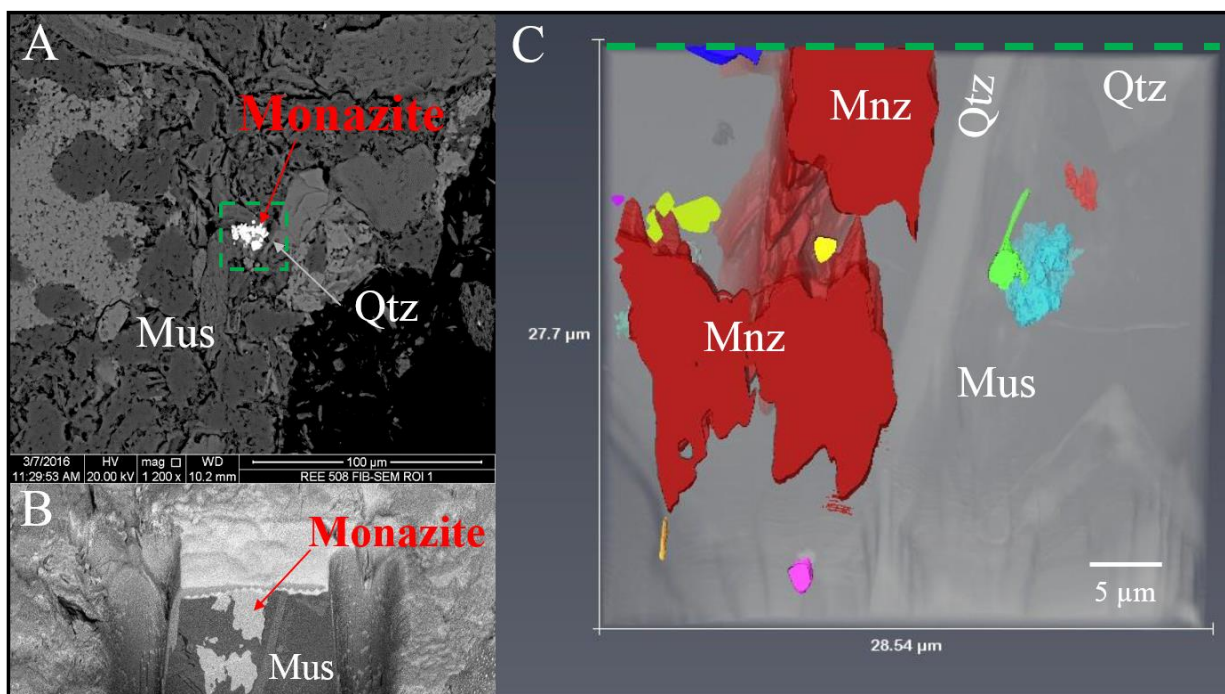 A
Monazite
Qtz
Mus
3/7/2016 HV mag WD 100 µm
11:29:53 AM 20.00 kV 1 200 x 10.2 mm REE 508 FIB-SEM ROI 1
B
Monazite
Mus
C
Mnz
Qtz
Qtz
27.7 µm
Mnz
Mus
5 µm
28.54 µm